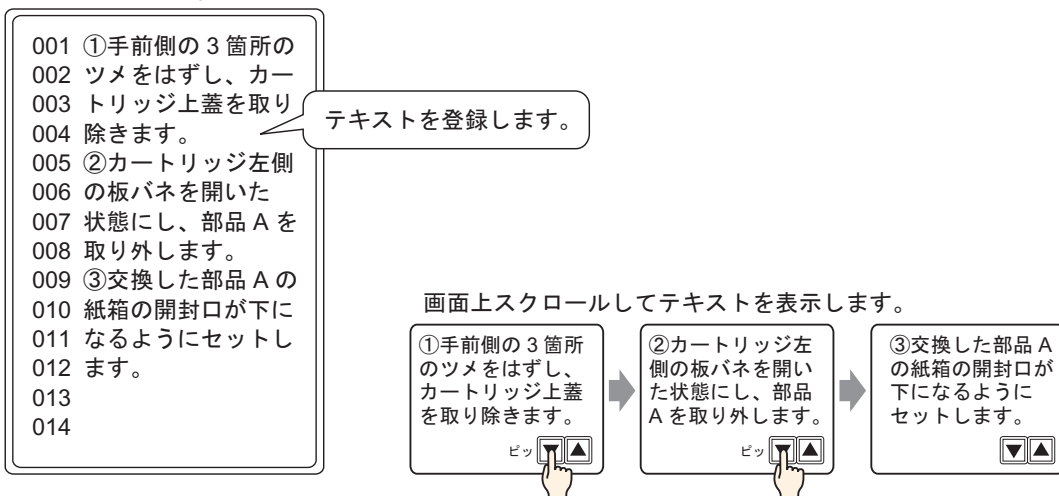 001 ①手前側の 3 箇所の
002 ツメをはずし、カー
003 トリッジ上蓋を取り
004 除きます。
005 ②カートリッジ左側
006 の板バネを開いた
007 状態にし、部品 A を
008 取り外します。
009 ③交換した部品 A の
010 紙箱の開封口が下に
011 なるようにセットし
012 ます。
013
014
テキストを登録します。
画面上スクロールしてテキストを表示します。
①手前側の 3 箇所
のツメをはずし、
カートリッジ上蓋
を取り除きます。
ピッ ▼ ▲
②カートリッジ左
側の板バネを開い
た状態にし、部品
A を取り外します。
ピッ ▼ ▲
③交換した部品 A
の紙箱の開封口が
下になるように
セットします。
▼ ▲